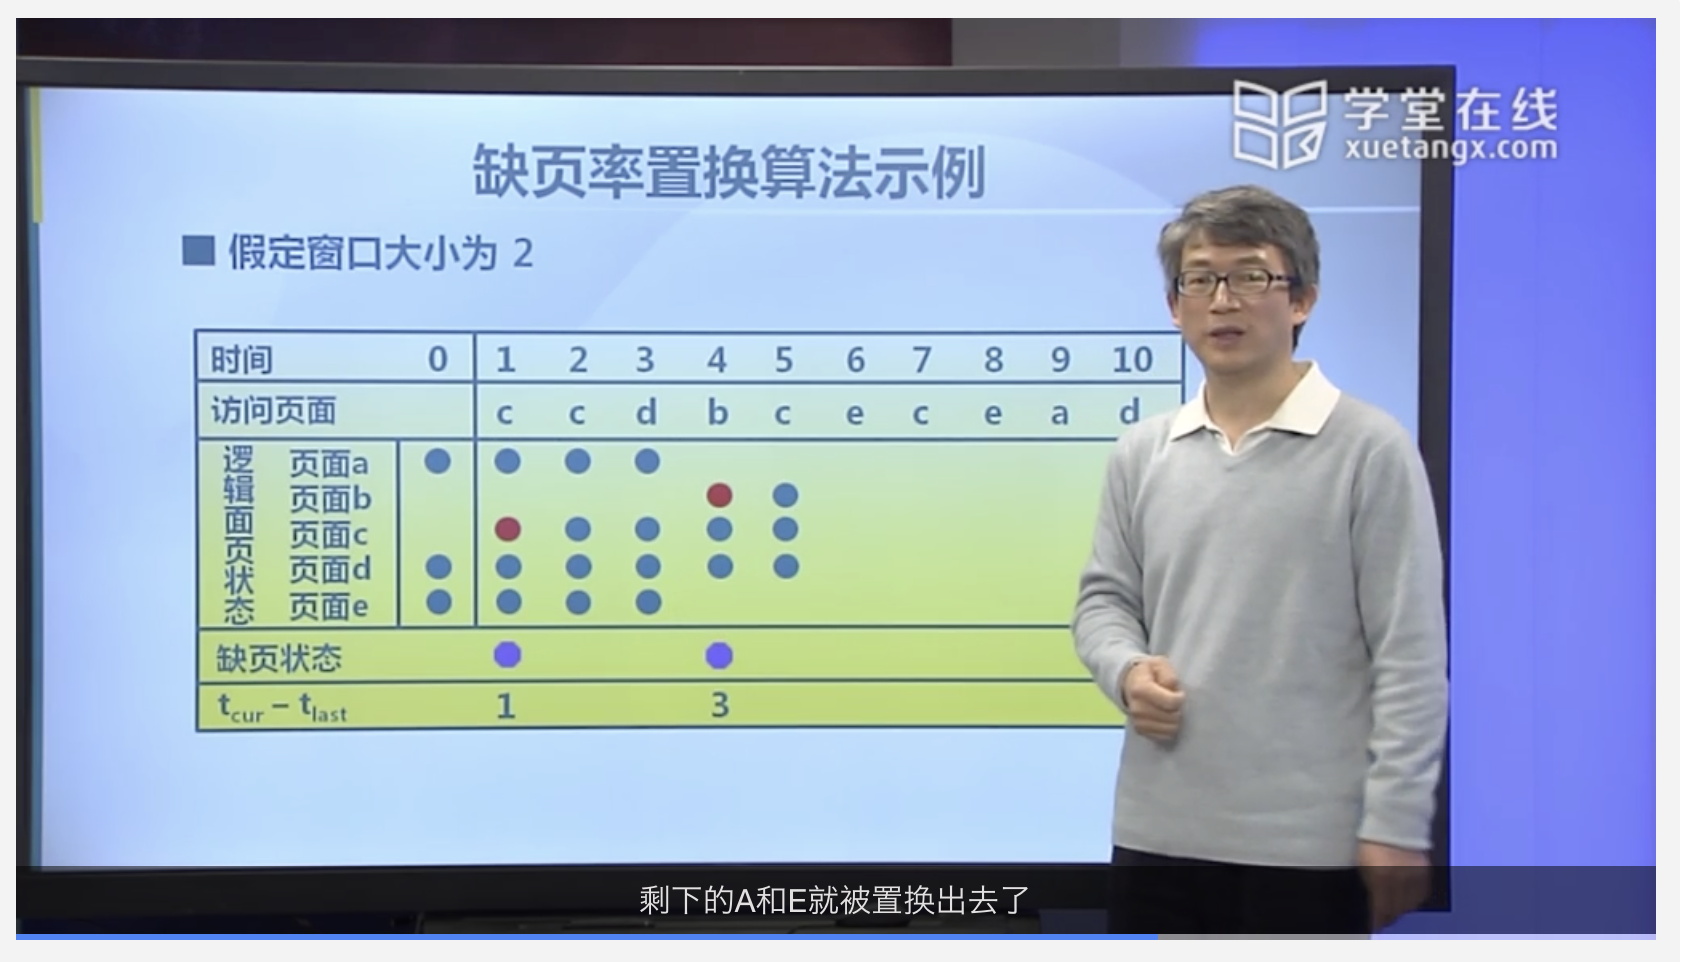 学堂在线
xuetangx.com
缺页率置换算法示例
假定窗口大小为 2
时间 0 1 2 3 4 5 6 7 8 9 10
访问页面 c c d b c e c e a d
逻辑页面状态
页面a
页面b
页面c
页面d
页面e
缺页状态
tcur – tlast 1 3
剩下的A和E就被置换出去了